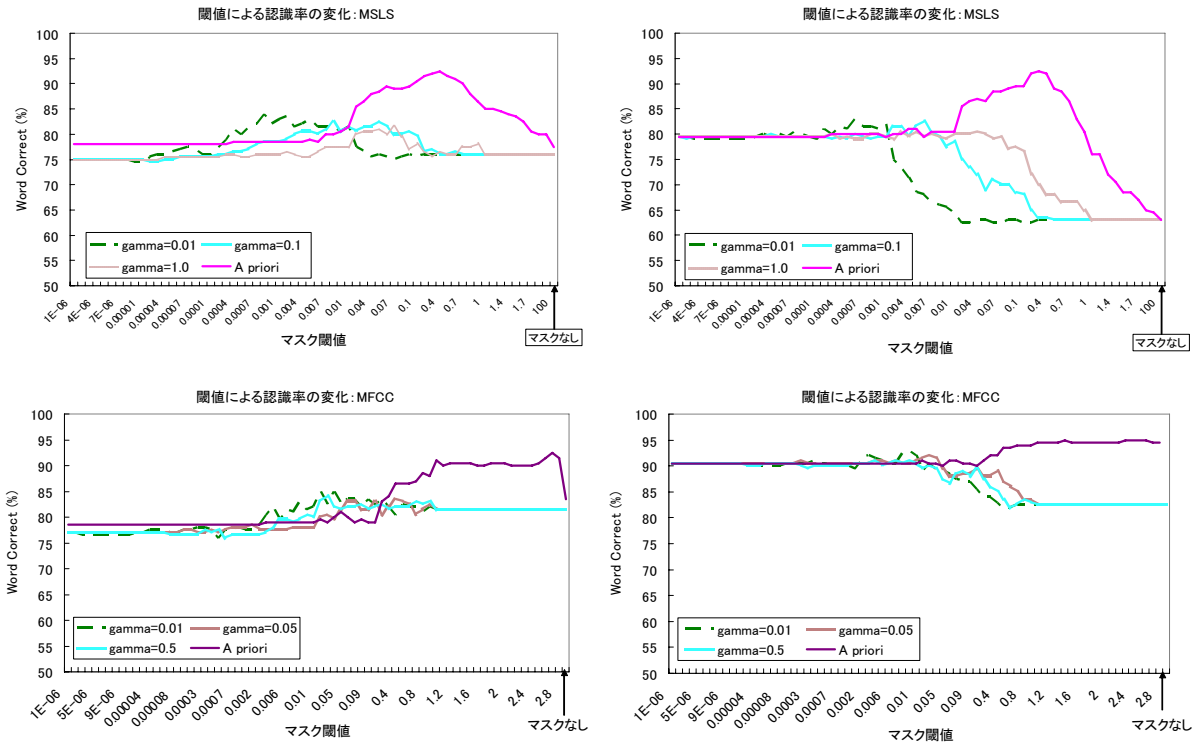 閾値による認識率の変化：MSLS
Word Correct (%)
100
95
90
85
80
75
70
65
60
55
50
gamma=0.01
gamma=0.1
gamma=1.0
A priori
1E-06
4E-06
7E-06
0.00001
0.00004
0.00007
0.0001
0.0004
0.0007
0.001
0.004
0.007
0.01
0.04
0.07
0.1
0.4
0.7
1
1.4
1.7
100
マスク閾値
マスクなし
閾値による認識率の変化：MSLS
Word Correct (%)
100
95
90
85
80
75
70
65
60
55
50
gamma=0.01
gamma=0.1
gamma=1.0
A priori
1E-06
4E-06
7E-06
0.00001
0.00004
0.00007
0.0001
0.0004
0.0007
0.001
0.004
0.007
0.01
0.04
0.07
0.1
0.4
0.7
1
1.4
1.7
100
マスク閾値
マスクなし
閾値による認識率の変化：MFCC
Word Correct (%)
100
95
90
85
80
75
70
65
60
55
50
gamma=0.01
gamma=0.05
gamma=0.5
A priori
1E-06
5E-06
9E-06
0.00004
0.00008
0.0003
0.0007
0.002
0.006
0.01
0.05
0.09
0.4
0.8
1.2
1.6
2
2.4
2.8
マスク閾値
マスクなし
閾値による認識率の変化：MFCC
Word Correct (%)
100
95
90
85
80
75
70
65
60
55
50
gamma=0.01
gamma=0.05
gamma=0.5
A priori
1E-06
5E-06
9E-06
0.00004
0.00008
0.0003
0.0007
0.002
0.006
0.01
0.05
0.09
0.4
0.8
1.2
1.6
2
2.4
2.8
マスク閾値
マスクなし